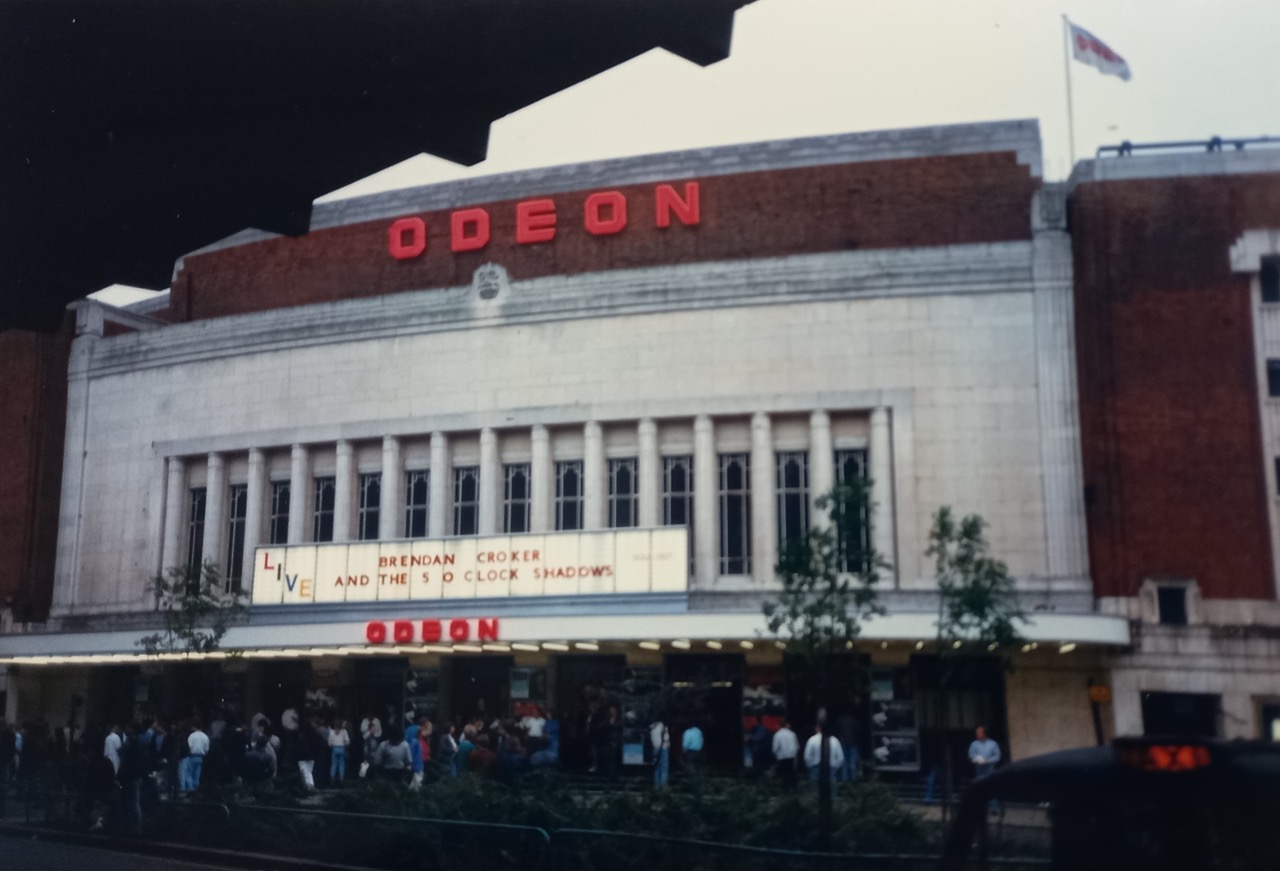 ODEON
LIVE
BRENDAN CROKER
AND THE 5 O CLOCK SHADOWS
ODEON